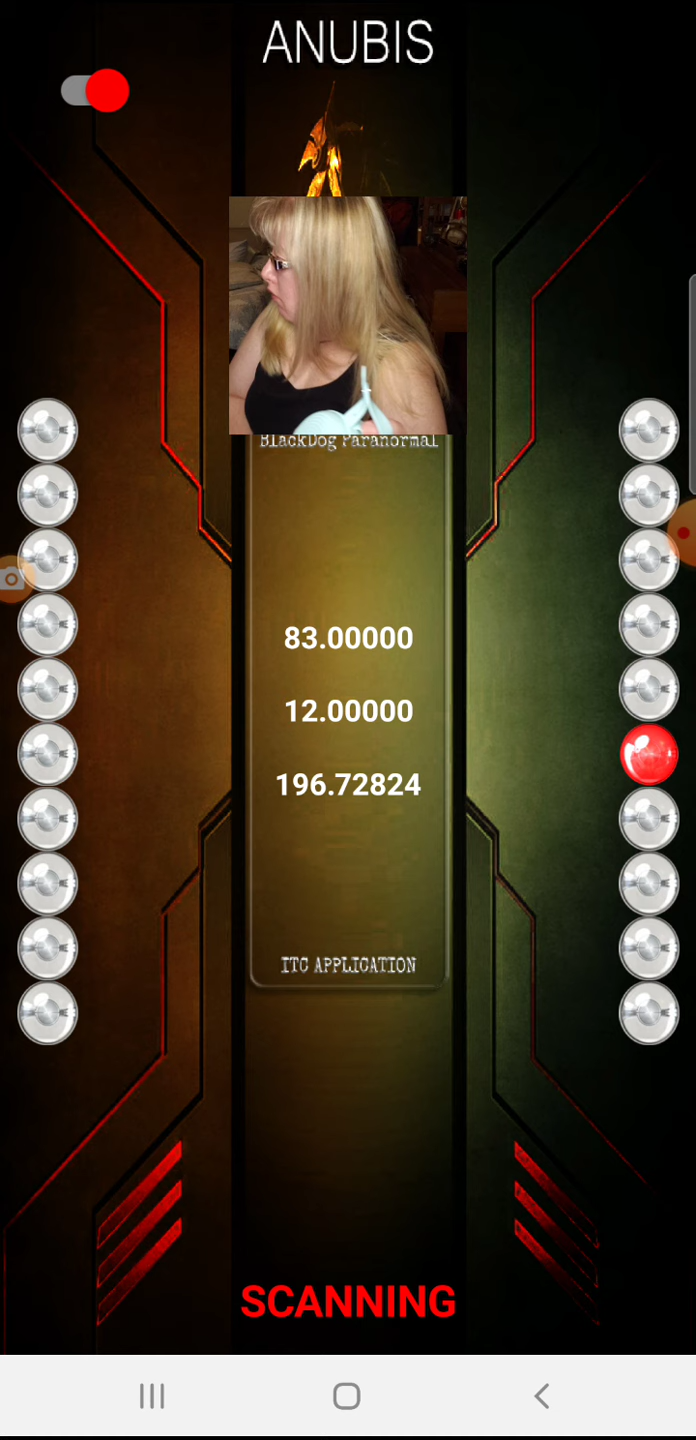 ANUBIS
BlackDog Paranormal
83.00000
12.00000
196.72824
ITC APPLICATION
SCANNING